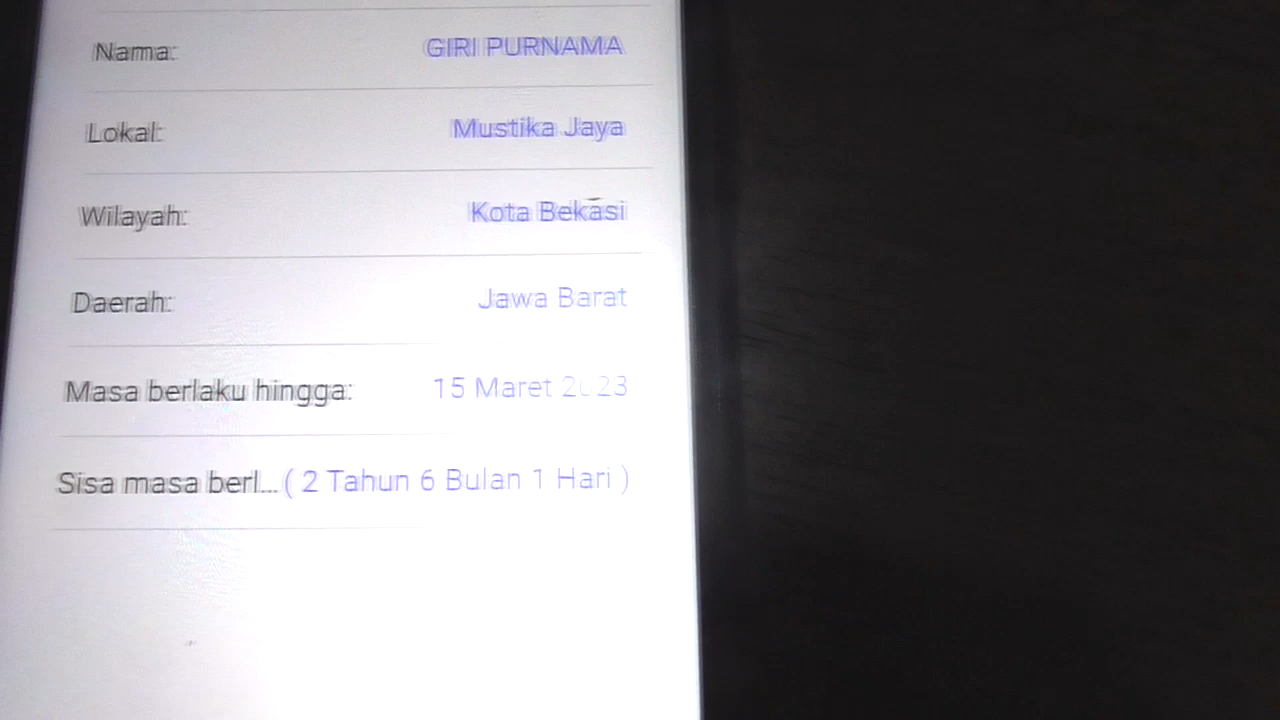 Nama: GIRI PURNAMA
Lokal: Mustika Jaya
Wilayah: Kota Bekasi
Daerah: Jawa Barat
Masa berlaku hingga: 15 Maret 2023
Sisa masa berl... ( 2 Tahun 6 Bulan 1 Hari )